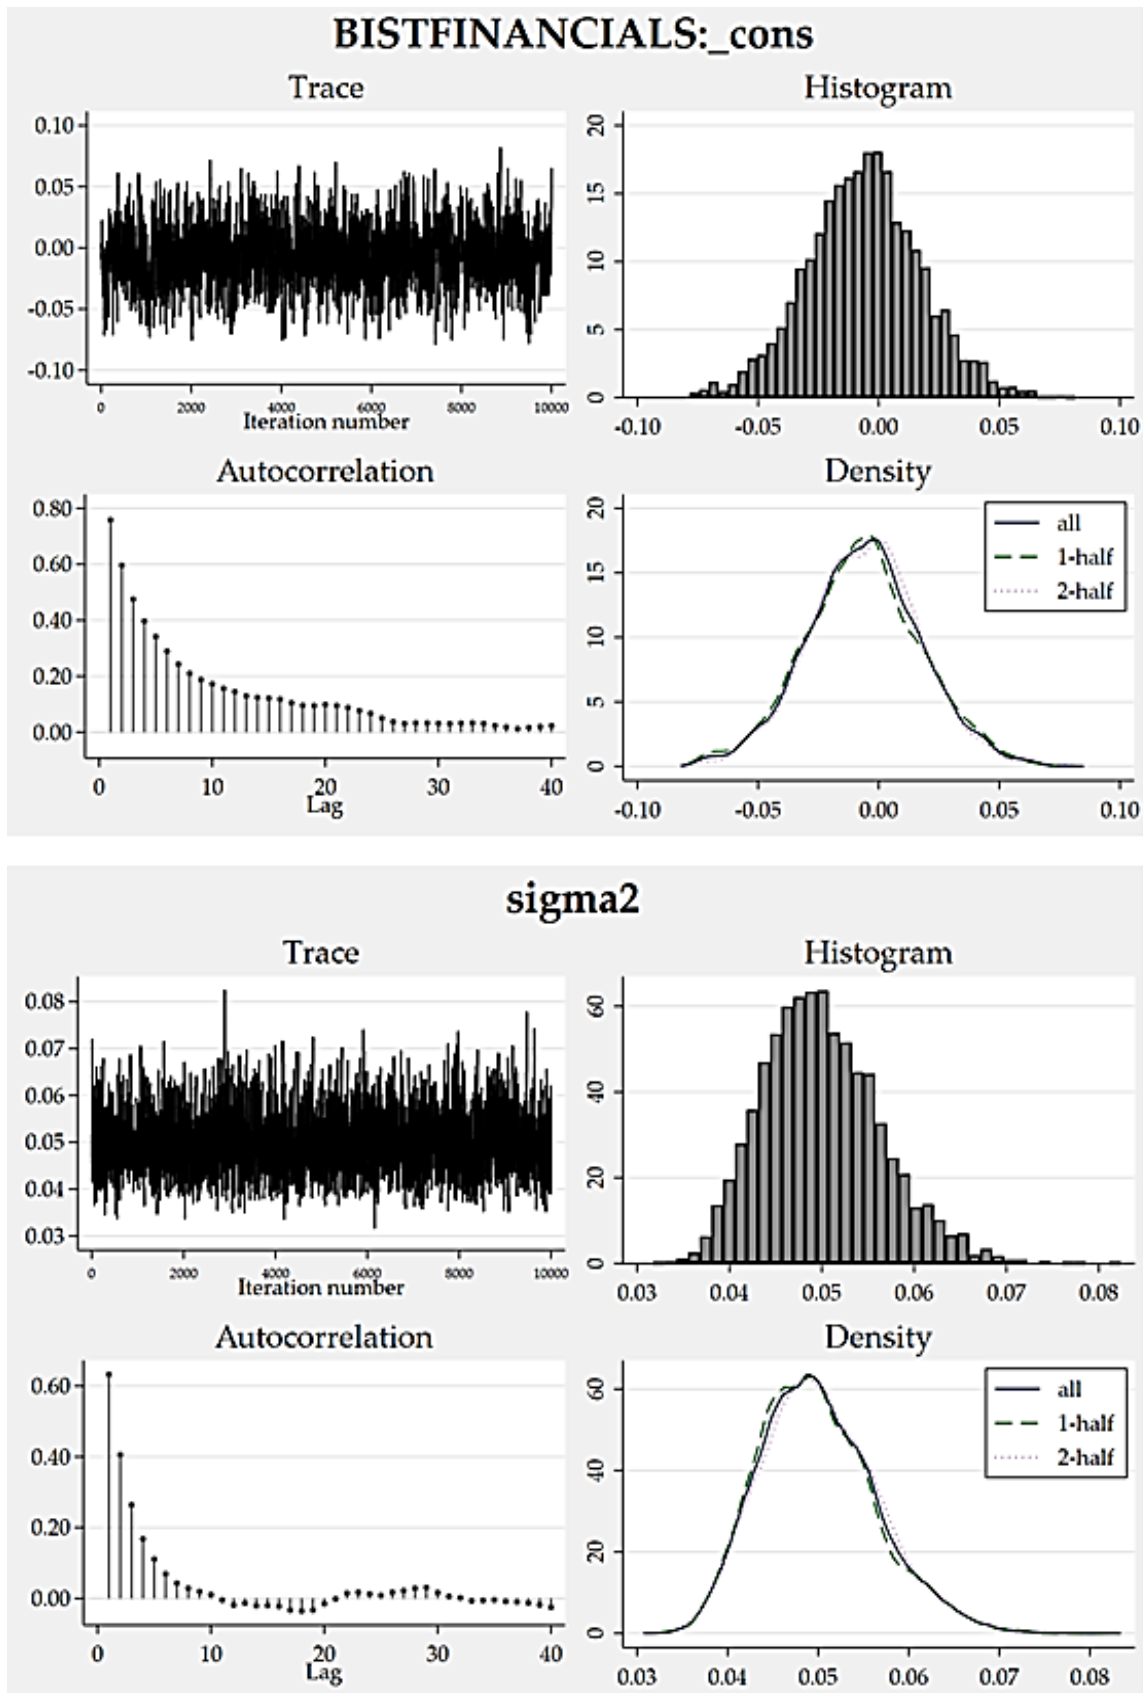 BISTFINANCIALS:_cons
Trace
0.10
0.05
0.00
-0.05
-0.10
0 2000 4000 6000 8000 10000
Iteration number
Histogram
20
15
10
5
0
-0.10 -0.05 0.00 0.05 0.10
Autocorrelation
0.80
0.60
0.40
0.20
0.00
0 10 20 30 40
Lag
Density
20
15
10
5
0
all
1-half
2-half
-0.10 -0.05 0.00 0.05 0.10
sigma2
Trace
0.08
0.07
0.06
0.05
0.04
0.03
0 2000 4000 6000 8000 10000
Iteration number
Histogram
60
40
20
0
0.03 0.04 0.05 0.06 0.07 0.08
Autocorrelation
0.60
0.40
0.20
0.00
0 10 20 30 40
Lag
Density
60
40
20
0
all
1-half
2-half
0.03 0.04 0.05 0.06 0.07 0.08